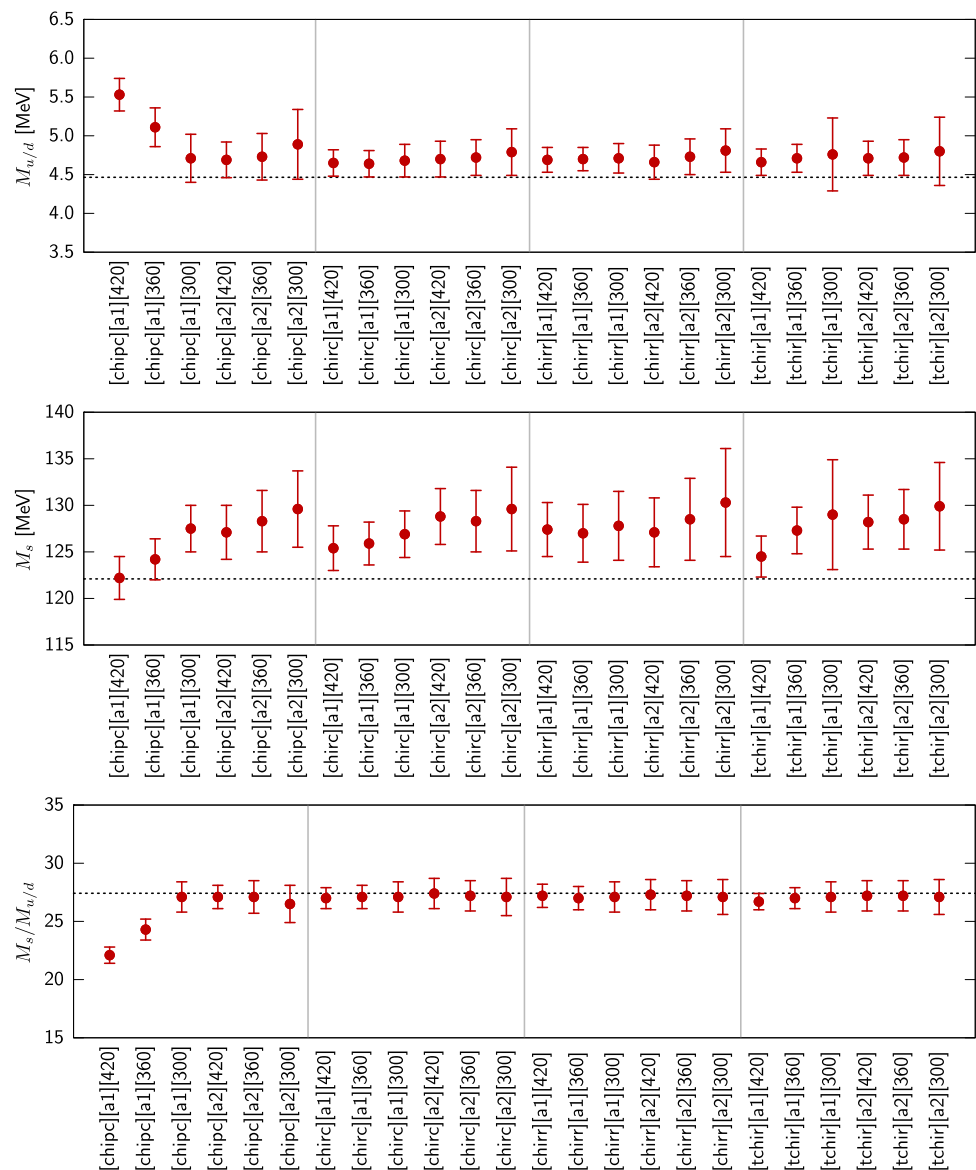 6.5
6.0
5.5
5.0
4.5
4.0
3.5
M_{u/d} [MeV]
[chipc][a1][420]
[chipc][a1][360]
[chipc][a1][300]
[chipc][a2][420]
[chipc][a2][360]
[chipc][a2][300]
[chirc][a1][420]
[chirc][a1][360]
[chirc][a1][300]
[chirc][a2][420]
[chirc][a2][360]
[chirc][a2][300]
[chirr][a1][420]
[chirr][a1][360]
[chirr][a1][300]
[chirr][a2][420]
[chirr][a2][360]
[chirr][a2][300]
[tchir][a1][420]
[tchir][a1][360]
[tchir][a1][300]
[tchir][a2][420]
[tchir][a2][360]
[tchir][a2][300]
140
135
130
125
120
115
M_s [MeV]
[chipc][a1][420]
[chipc][a1][360]
[chipc][a1][300]
[chipc][a2][420]
[chipc][a2][360]
[chipc][a2][300]
[chirc][a1][420]
[chirc][a1][360]
[chirc][a1][300]
[chirc][a2][420]
[chirc][a2][360]
[chirc][a2][300]
[chirr][a1][420]
[chirr][a1][360]
[chirr][a1][300]
[chirr][a2][420]
[chirr][a2][360]
[chirr][a2][300]
[tchir][a1][420]
[tchir][a1][360]
[tchir][a1][300]
[tchir][a2][420]
[tchir][a2][360]
[tchir][a2][300]
35
30
25
20
15
M_s/M_{u/d}
[chipc][a1][420]
[chipc][a1][360]
[chipc][a1][300]
[chipc][a2][420]
[chipc][a2][360]
[chipc][a2][300]
[chirc][a1][420]
[chirc][a1][360]
[chirc][a1][300]
[chirc][a2][420]
[chirc][a2][360]
[chirc][a2][300]
[chirr][a1][420]
[chirr][a1][360]
[chirr][a1][300]
[chirr][a2][420]
[chirr][a2][360]
[chirr][a2][300]
[tchir][a1][420]
[tchir][a1][360]
[tchir][a1][300]
[tchir][a2][420]
[tchir][a2][360]
[tchir][a2][300]